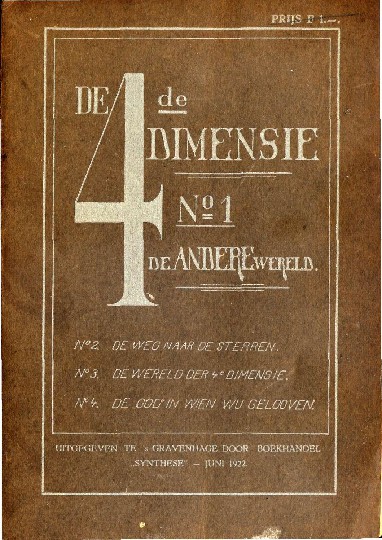 PRIJS fl 1.—.
DE 4de
DIMENSIE
No 1
DE ANDERE WERELD.
No 2. DE WEG NAAR DE STERREN.
No 3. DE WERELD DER 4e DIMENSIE.
No 4. DE GOD IN WIEN WIJ GELOOVEN.
UITGEGEVEN TE 's GRAVENHAGE DOOR BOEKHANDEL
„SYNTHESE" — JUNI 1922